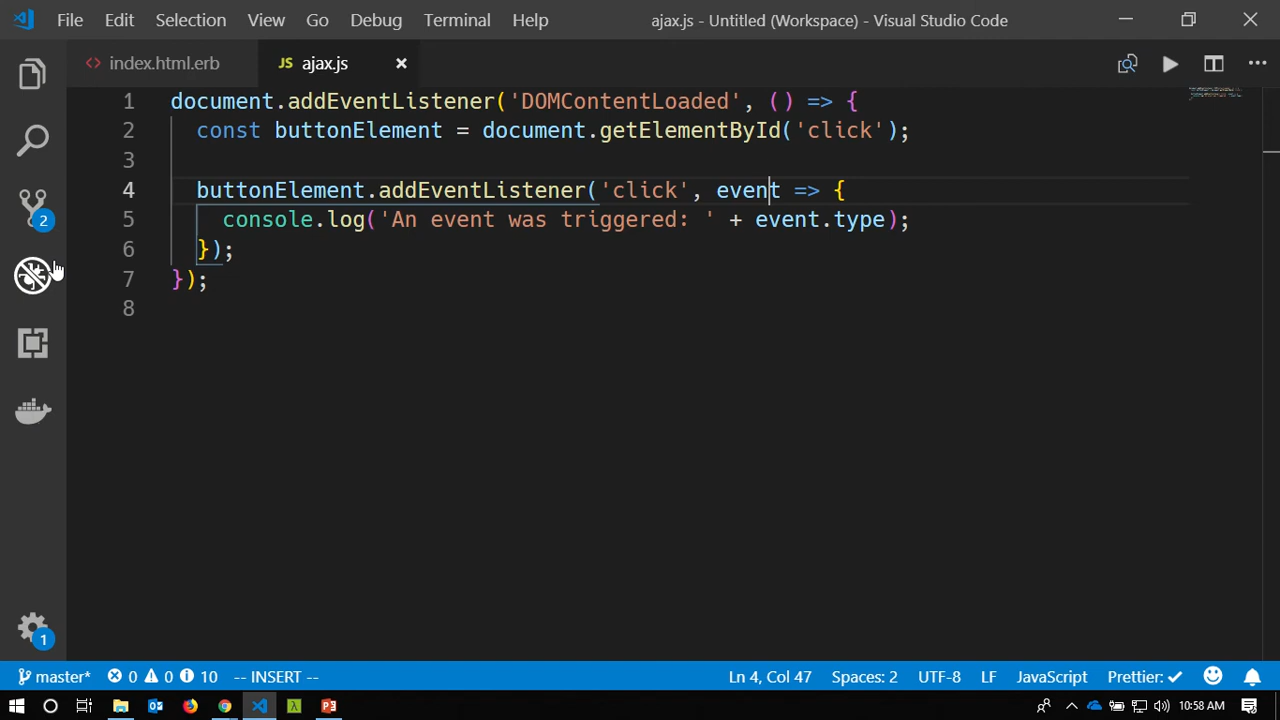 File Edit Selection View Go Debug Terminal Help ajax.js - Untitled (Workspace) - Visual Studio Code
index.html.erb JS ajax.js
1 document.addEventListener('DOMContentLoaded', () => {
2 const buttonElement = document.getElementById('click');
3
4 buttonElement.addEventListener('click', event => {
5 console.log('An event was triggered: ' + event.type);
6 });
7 });
8
2
1
master* 0 0 10 -- INSERT -- Ln 4, Col 47 Spaces: 2 UTF-8 LF JavaScript Prettier: ✓
10:58 AM